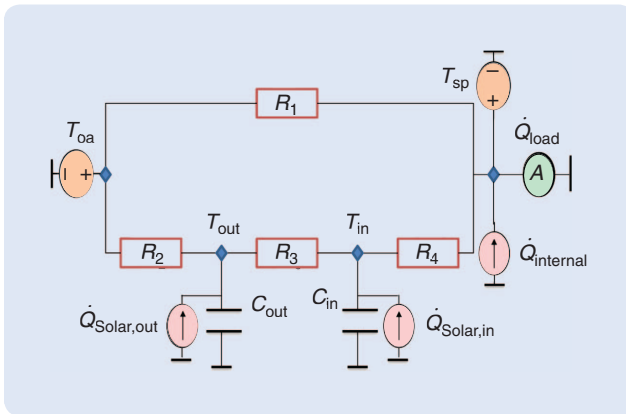 T_sp
−
+
R_1
T_oa
Q̇_load
− +
A
T_out
T_in
R_2
R_3
R_4
Q̇_internal
Q̇_Solar,out
C_out
C_in
Q̇_Solar,in